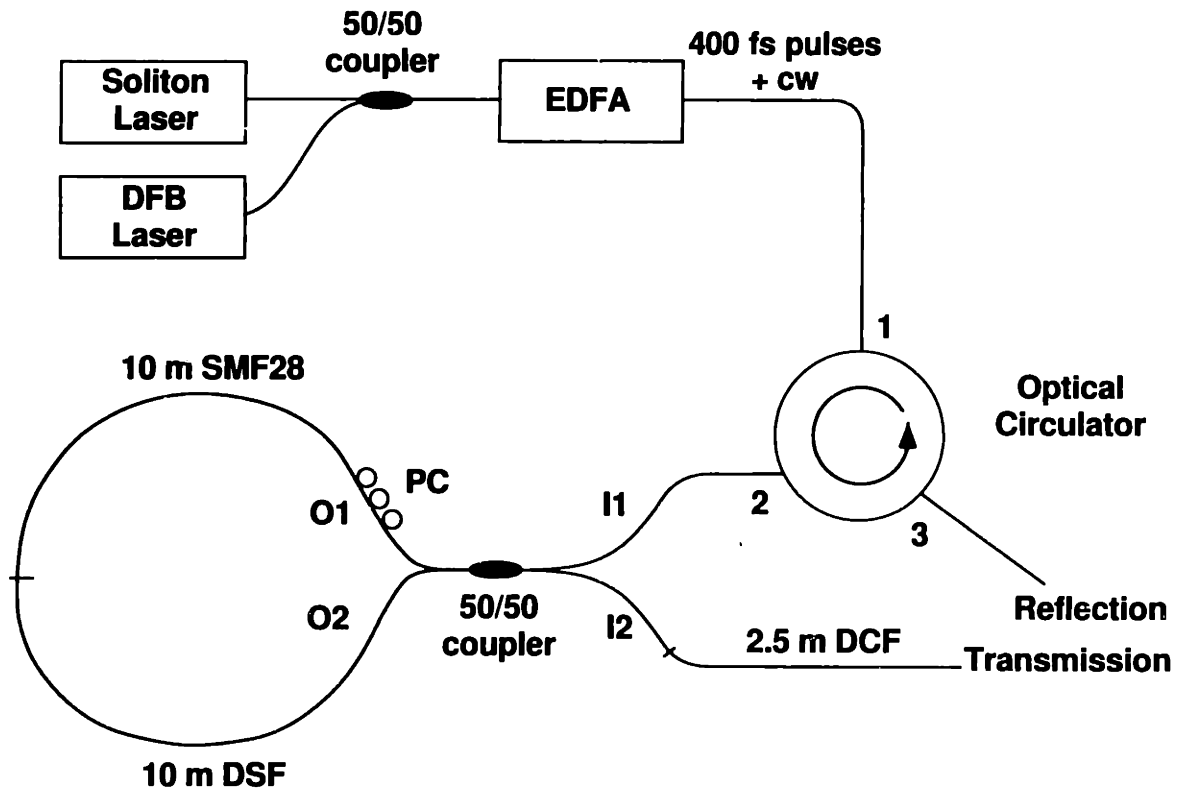 50/50
coupler
400 fs pulses
+ cw
Soliton
Laser
EDFA
DFB
Laser
1
10 m SMF28
Optical
Circulator
PC
O1
I1
2
3
50/50
coupler
O2
I2
Reflection
2.5 m DCF
Transmission
10 m DSF